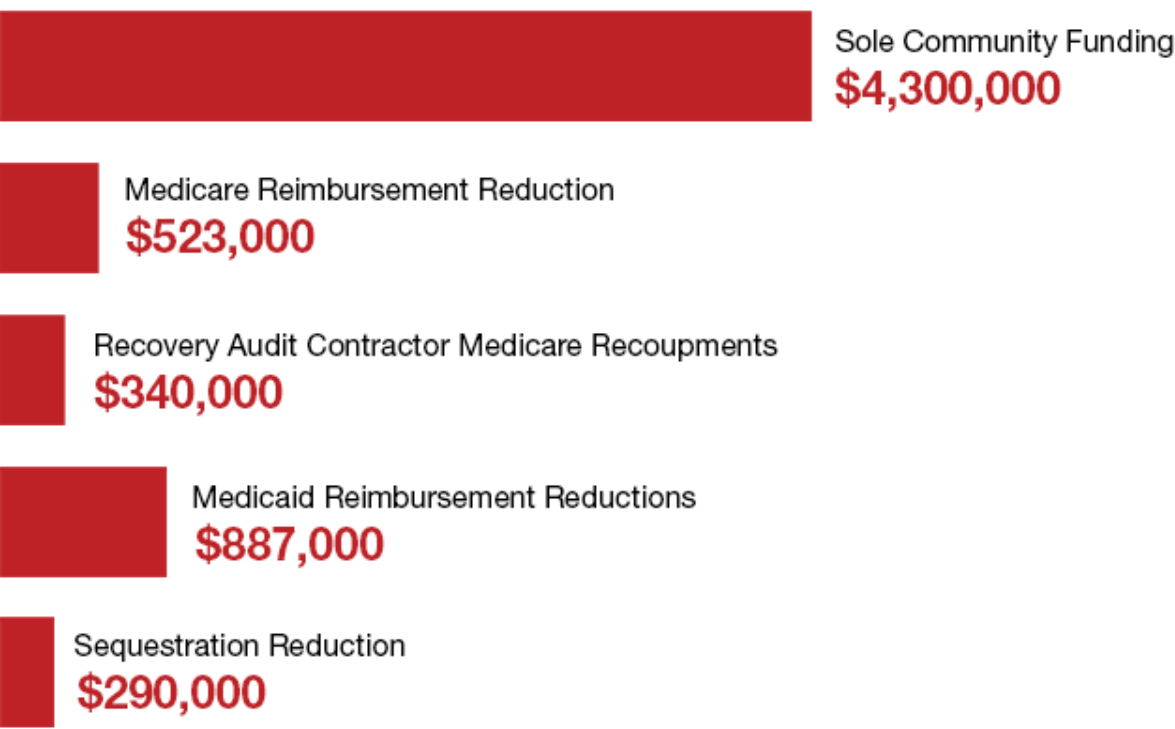 Sole Community Funding
$4,300,000
Medicare Reimbursement Reduction
$523,000
Recovery Audit Contractor Medicare Recoupments
$340,000
Medicaid Reimbursement Reductions
$887,000
Sequestration Reduction
$290,000